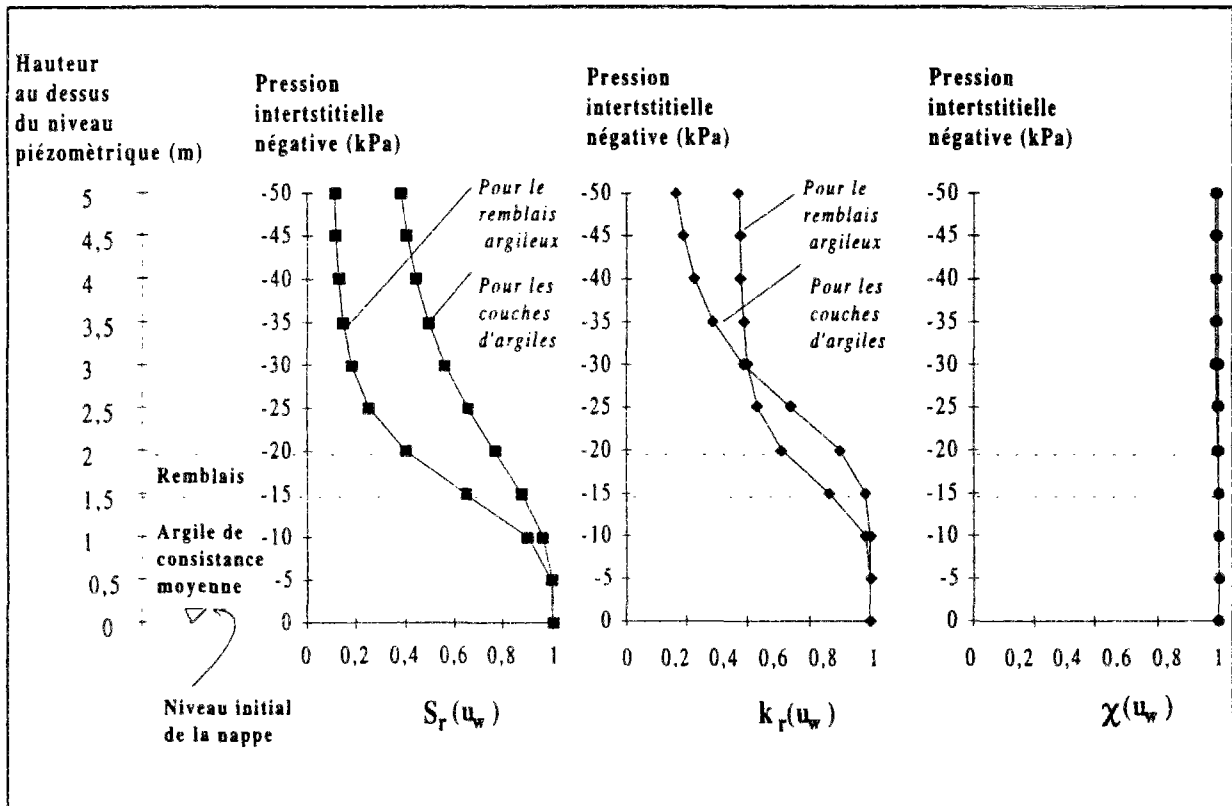 Hauteur
au dessus
du niveau
piézomètrique (m)
5
4,5
4
3,5
3
2,5
2
1,5
1
0,5
0
Remblais
Argile de
consistance
moyenne
Niveau initial
de la nappe
Pression
intertstitielle
négative (kPa)
-50
-45
-40
-35
-30
-25
-20
-15
-10
-5
0
0 0,2 0,4 0,6 0,8 1
Pour le
remblais
argileux
Pour les
couches
d'argiles
Sr(uw)
Pression
intertstitielle
négative (kPa)
-50
-45
-40
-35
-30
-25
-20
-15
-10
-5
0
0 0,2 0,4 0,6 0,8 1
Pour le
remblais
argileux
Pour les
couches
d'argiles
kr(uw)
Pression
intertstitielle
négative (kPa)
-50
-45
-40
-35
-30
-25
-20
-15
-10
-5
0
0 0,2 0,4 0,6 0,8 1
χ(uw)